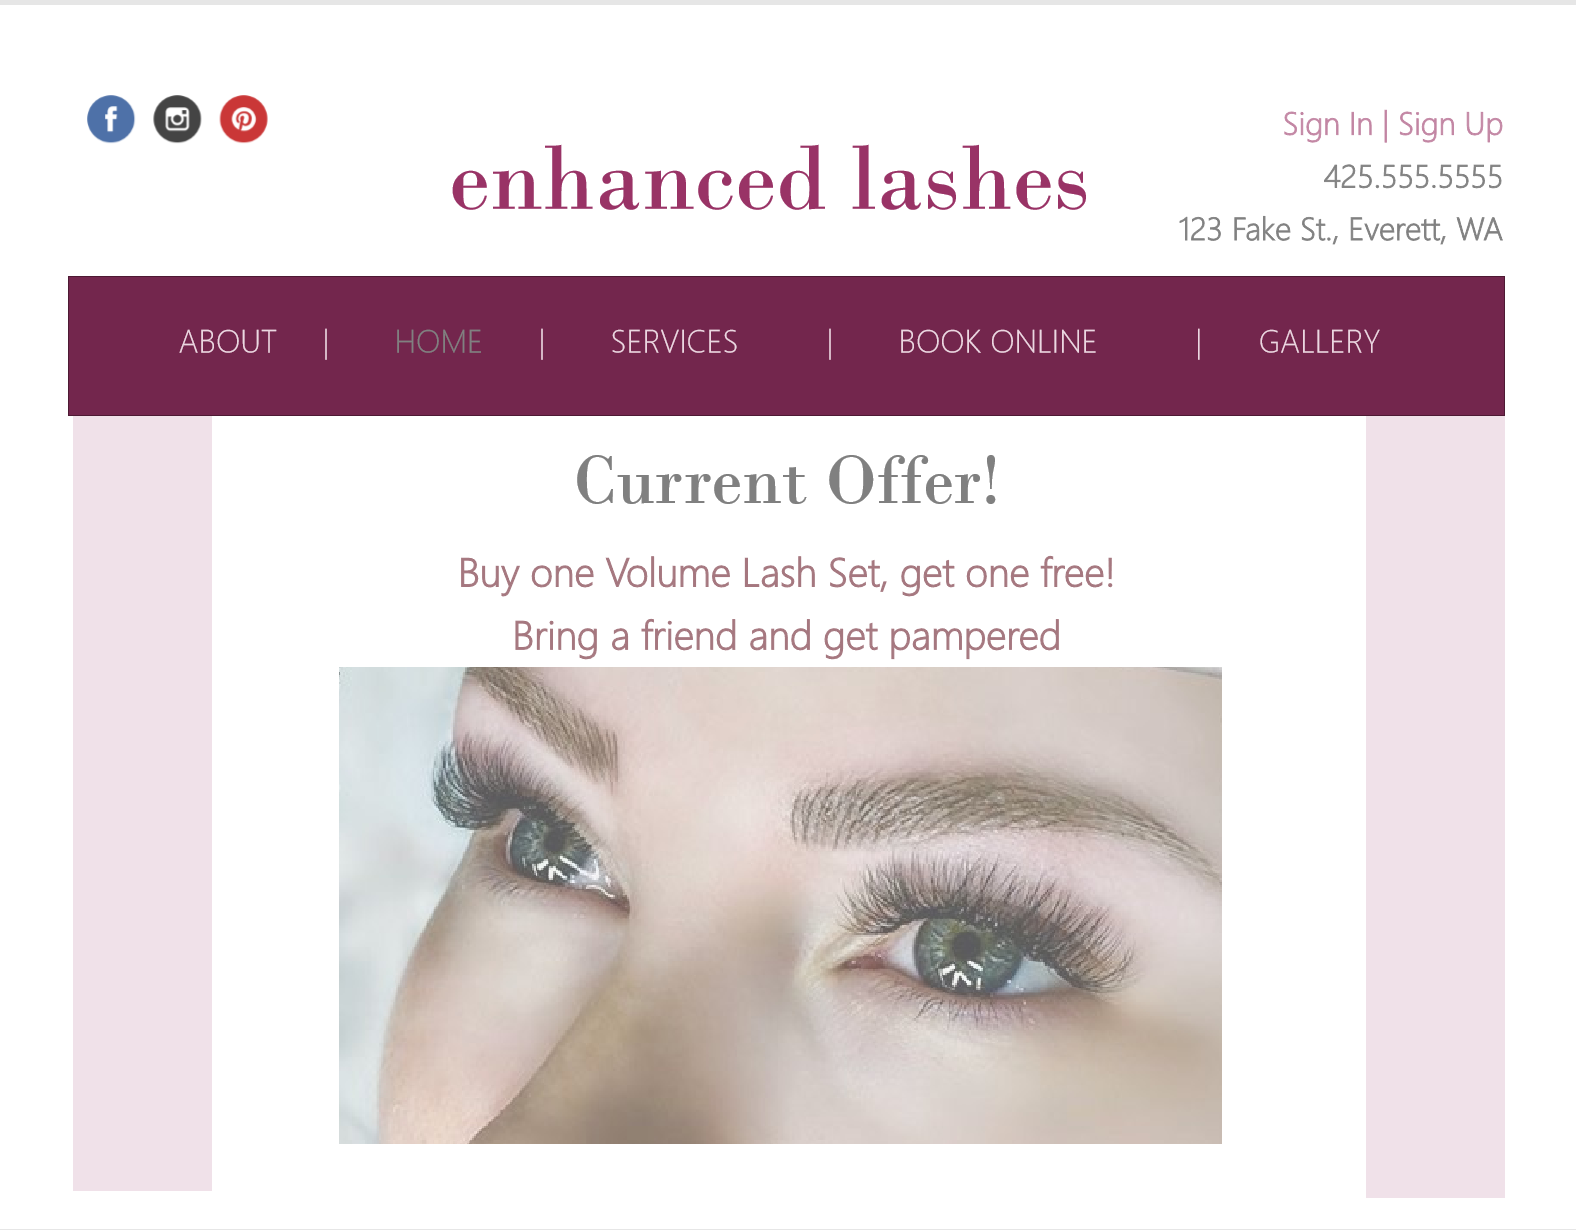 Sign In | Sign Up
enhanced lashes
425.555.5555
123 Fake St., Everett, WA
ABOUT | HOME | SERVICES | BOOK ONLINE | GALLERY
Current Offer!
Buy one Volume Lash Set, get one free!
Bring a friend and get pampered